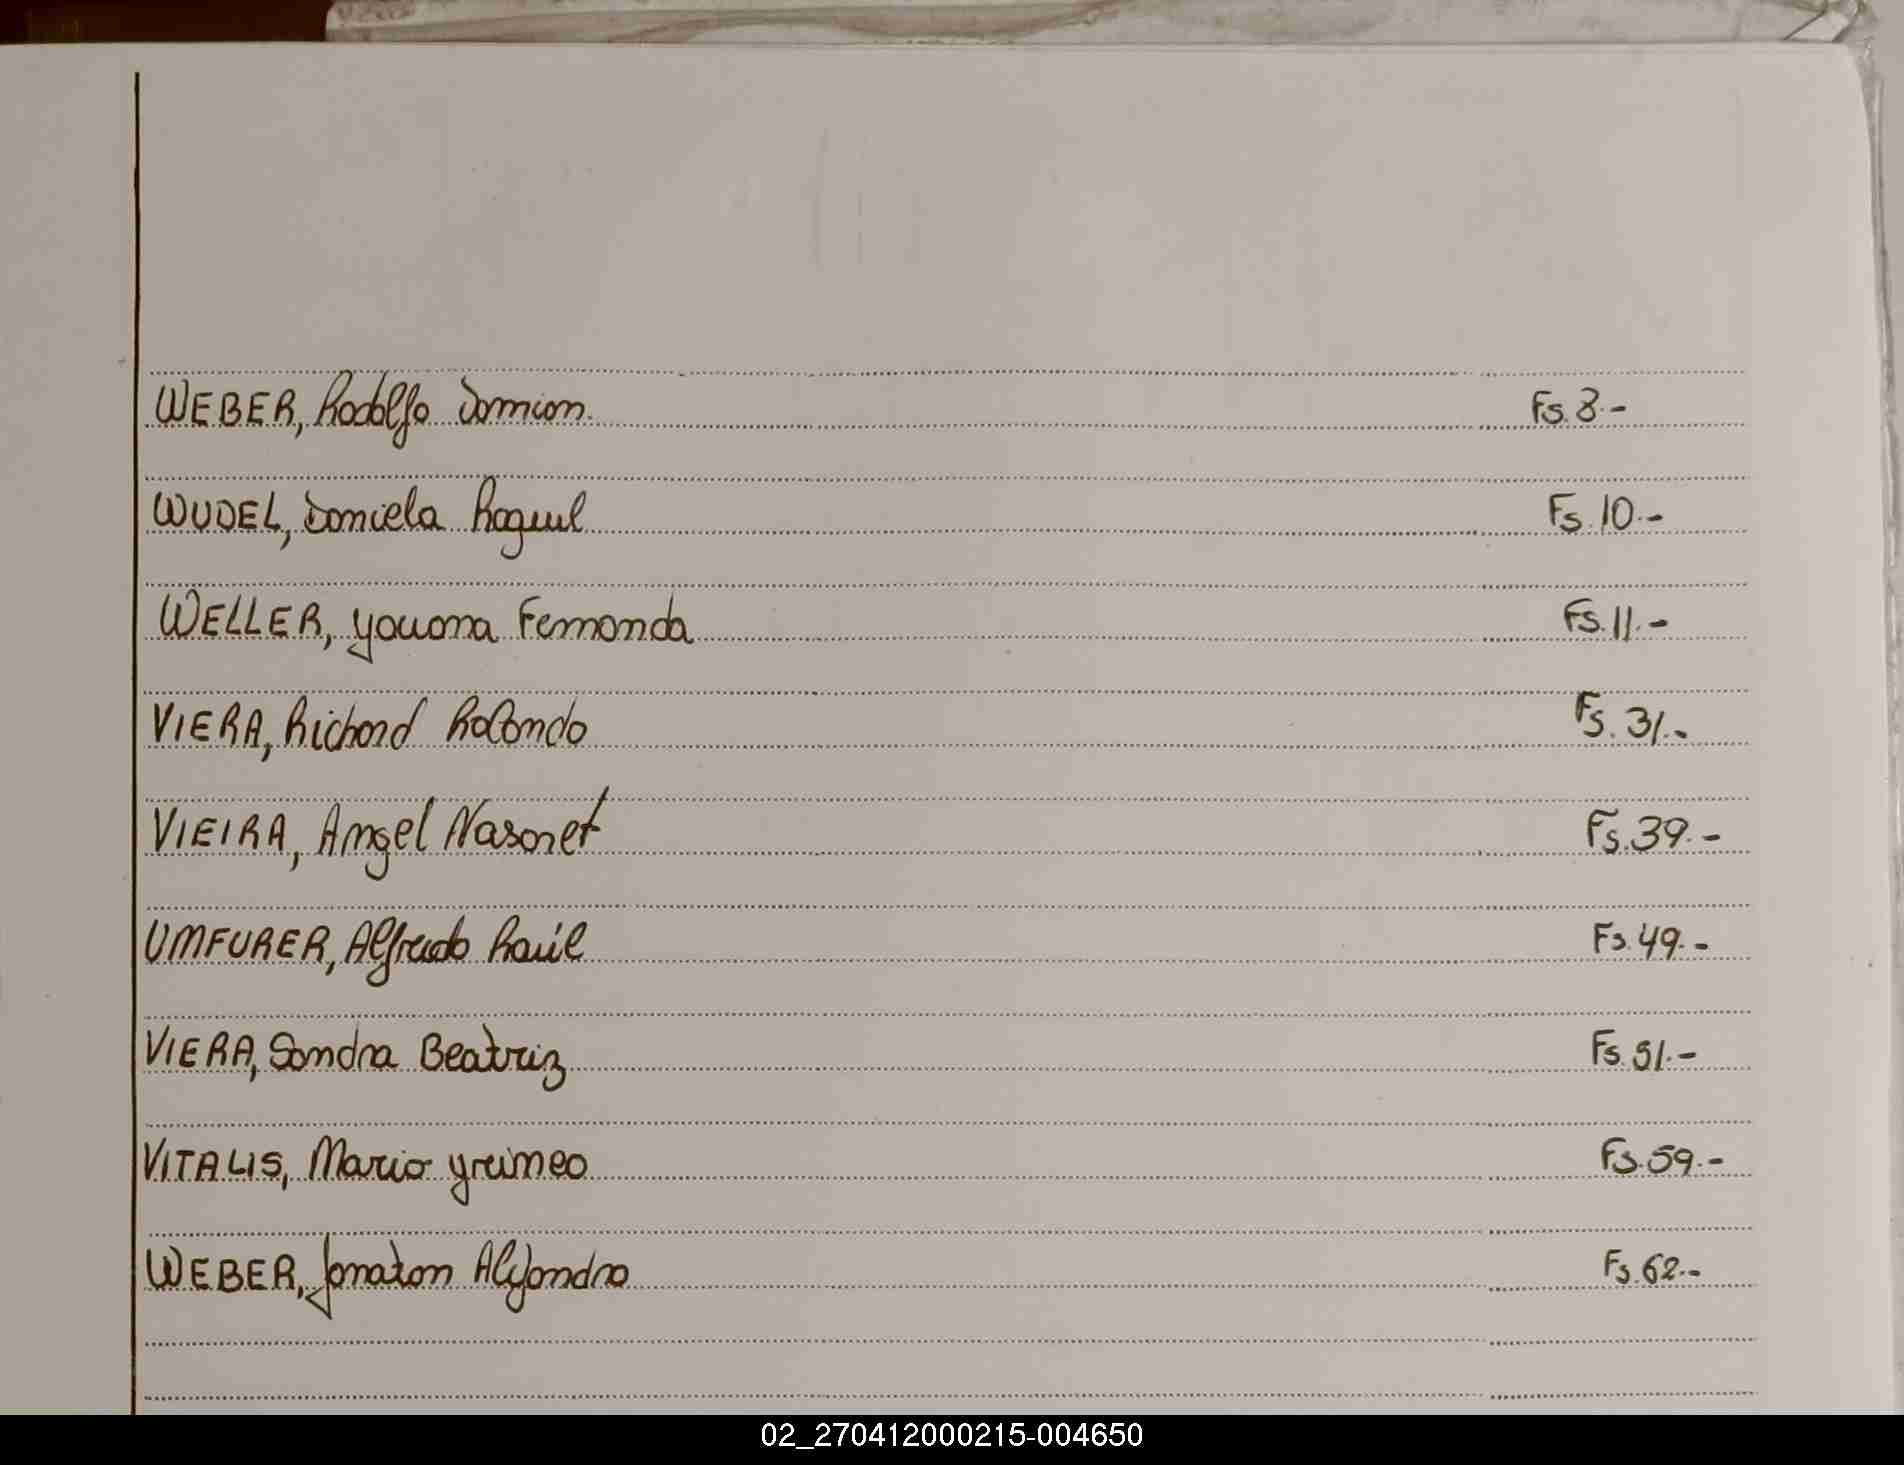 WEBER, Rodolfo Damian. Fs. 8.-
WUDEL, Daniela Raquel Fs. 10.-
WELLER, Fernanda Fs. 11.-
VIERA, Richard Rolando Fs. 31.-
VIEIRA, Angel Nasaret Fs. 39.-
UMFURER, Alfredo Raúl Fs. 49.-
VIERA, Sandra Beatriz Fs. 51.-
VITALIS, Mario yrimeo Fs. 59.-
WEBER, Jonatan Alejandro Fs. 62.-
02_270412000215-004650